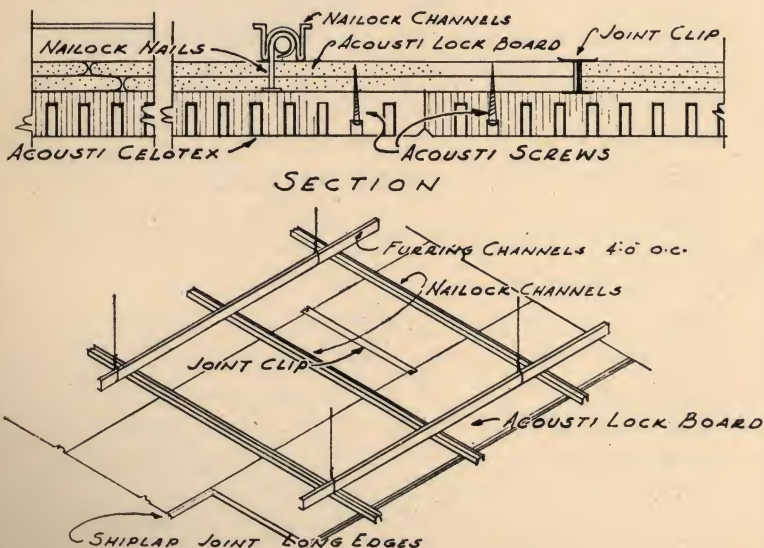 NAILOCK CHANNELS
NAILOCK NAILS
ACOUSTI LOCK BOARD
JOINT CLIP
ACOUSTI CELOTEX
ACOUSTI SCREWS
SECTION
FURRING CHANNELS 4'-0" O.C.
NAILOCK CHANNELS
JOINT CLIP
ACOUSTI LOCK BOARD
SHIPLAP JOINT LONG EDGES